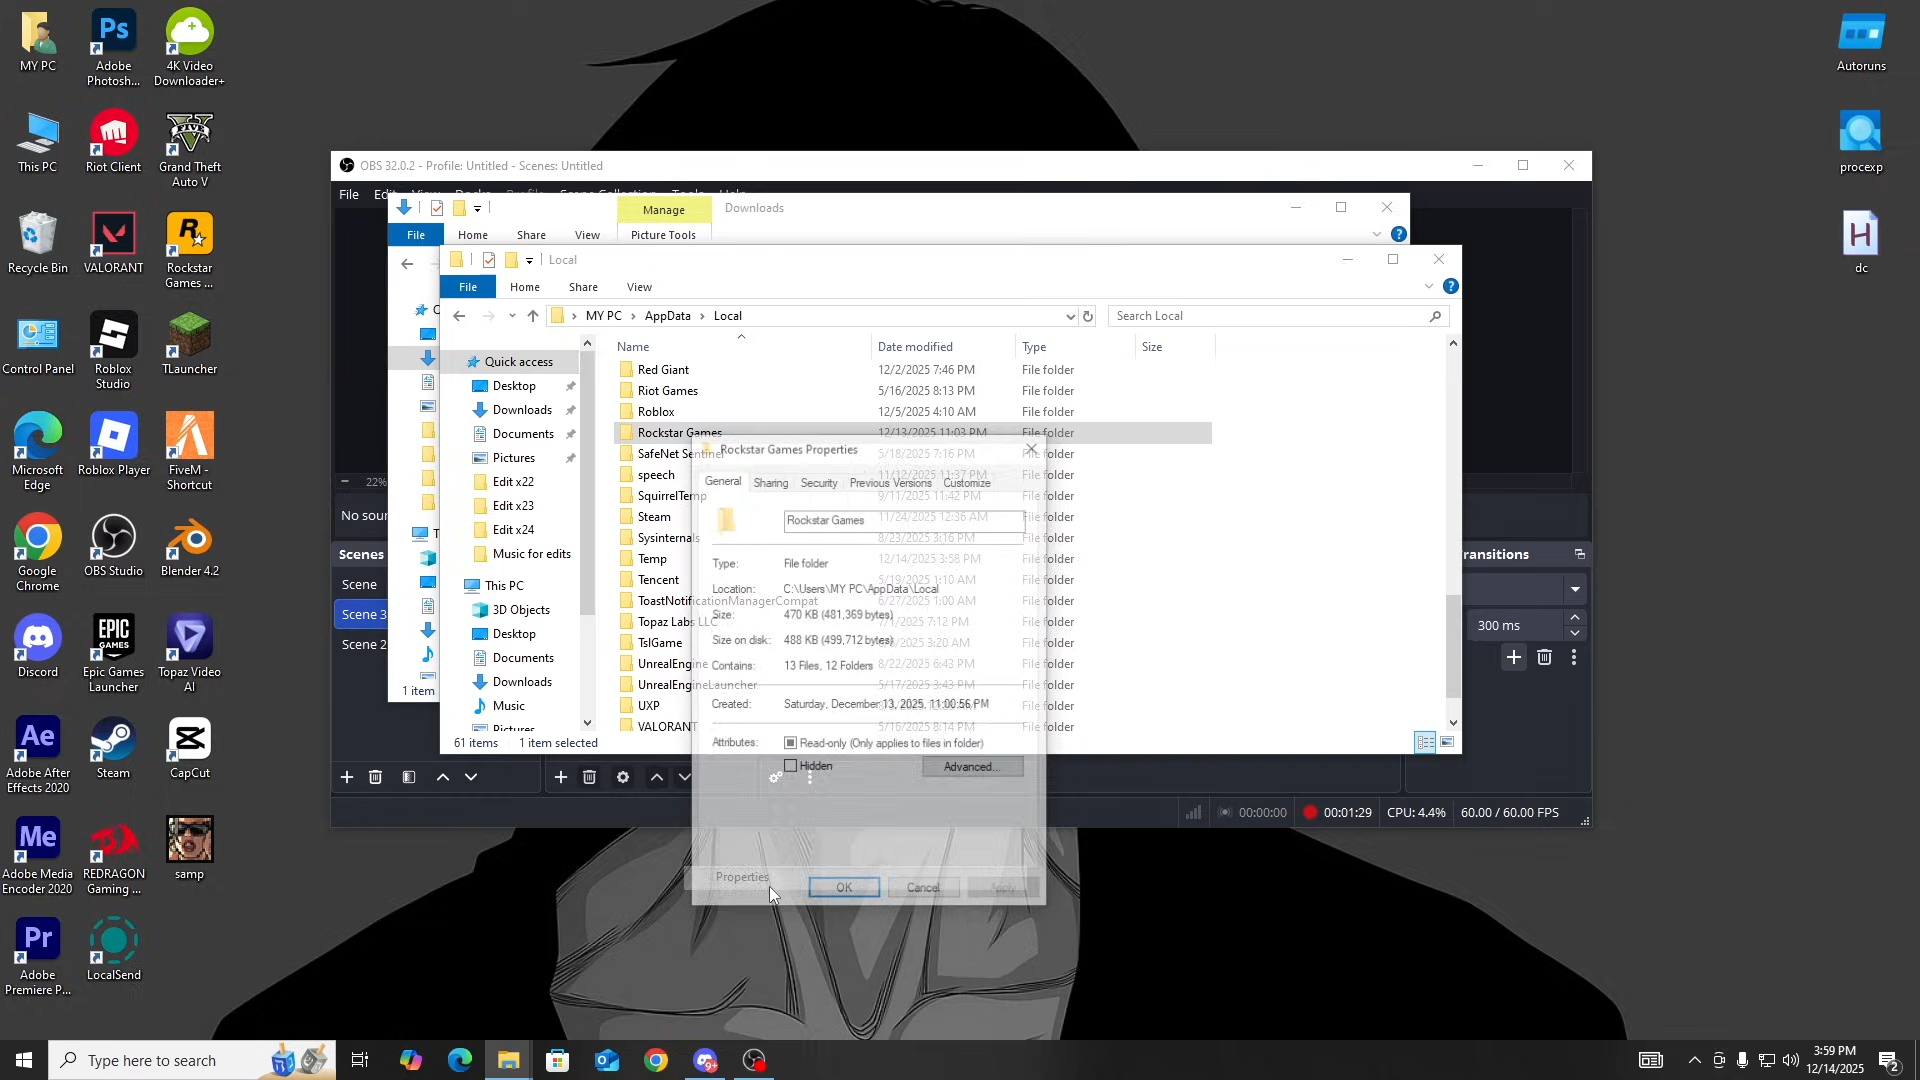 MY PC
Adobe
Photosh...
4K Video
Downloader+
This PC
Riot Client
Grand Theft
Auto V
Recycle Bin
VALORANT
Rockstar
Games ...
Control Panel
Roblox
Studio
TLauncher
Microsoft
Edge
Roblox Player
FiveM -
Shortcut
Google
Chrome
OBS Studio
Blender 4.2
Discord
Epic Games
Launcher
Topaz Video
AI
Adobe After
Effects 2020
Steam
CapCut
Adobe Media
Encoder 2020
REDRAGON
Gaming ...
samp
Adobe
Premiere P...
LocalSend
Autoruns
procexp
dc
OBS 32.0.2 - Profile: Untitled - Scenes: Untitled
File
Manage
Downloads
File
Home
Share
View
Picture Tools
Local
File
Home
Share
View
MY PC
AppData
Local
Search Local
Name
Date modified
Type
Size
Quick access
Desktop
Downloads
Documents
Pictures
Edit x22
Edit x23
Edit x24
Music for edits
This PC
3D Objects
Desktop
Documents
Downloads
Music
Pictures
Red Giant 12/2/2025 7:46 PM File folder
Riot Games 5/16/2025 8:13 PM File folder
Roblox 12/5/2025 4:10 AM File folder
Rockstar Games 12/13/2025 11:03 PM File folder
SafeNet Sentinel 5/18/2025 7:16 PM File folder
speech 11/12/2025 11:37 PM File folder
SquirrelTemp 9/11/2025 11:42 PM File folder
Steam 11/24/2025 12:36 AM File folder
Sysinternals 8/23/2025 3:16 PM File folder
Temp 12/14/2025 3:58 PM File folder
Tencent 5/19/2025 1:10 AM File folder
ToastNotificationManagerCompat 6/27/2025 1:00 AM File folder
Topaz Labs LLC 7/1/2025 7:12 PM File folder
TslGame 3:20 AM File folder
UnrealEngine 8/22/2025 6:43 PM File folder
UnrealEngineLauncher 5/17/2025 3:43 PM File folder
UXP File folder
VALORANT 5/16/2025 8:14 PM File folder
61 items
1 item selected
1 item
Rockstar Games Properties
General
Sharing
Security
Previous Versions
Customize
Rockstar Games
Type: File folder
Location: C:\Users\MY PC\AppData\Local
Size: 470 KB (481,369 bytes)
Size on disk: 488 KB (499,712 bytes)
Contains: 13 Files, 12 Folders
Created: Saturday, December 13, 2025, 11:00:56 PM
Attributes:
Read-only (Only applies to files in folder)
Hidden
Advanced...
Properties
OK
Cancel
Apply
22%
No sour
Scenes
Scene
Scene 3
Scene 2
ransitions
300 ms
00:00:00
00:01:29
CPU: 4.4%
60.00 / 60.00 FPS
Type here to search
9+
3:59 PM
12/14/2025
2